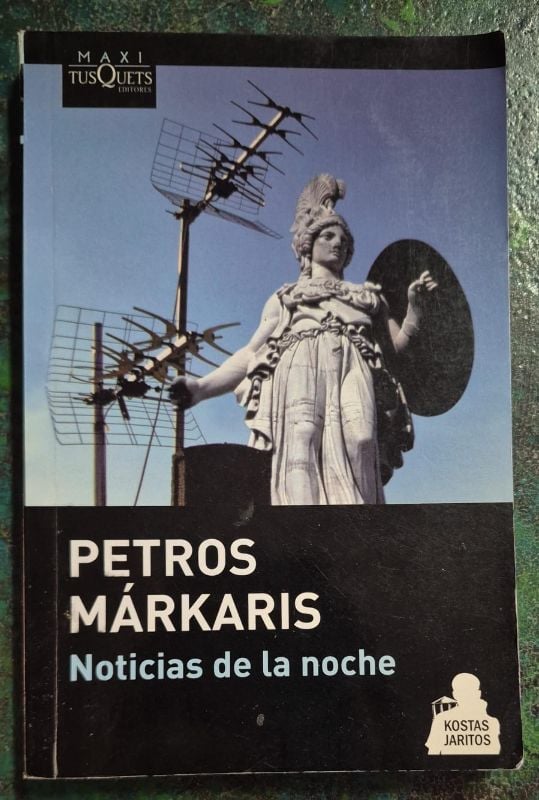 MAXI
TUSQUETS
EDITORES
PETROS
MÁRKARIS
Noticias de la noche
KOSTAS
JARITOS